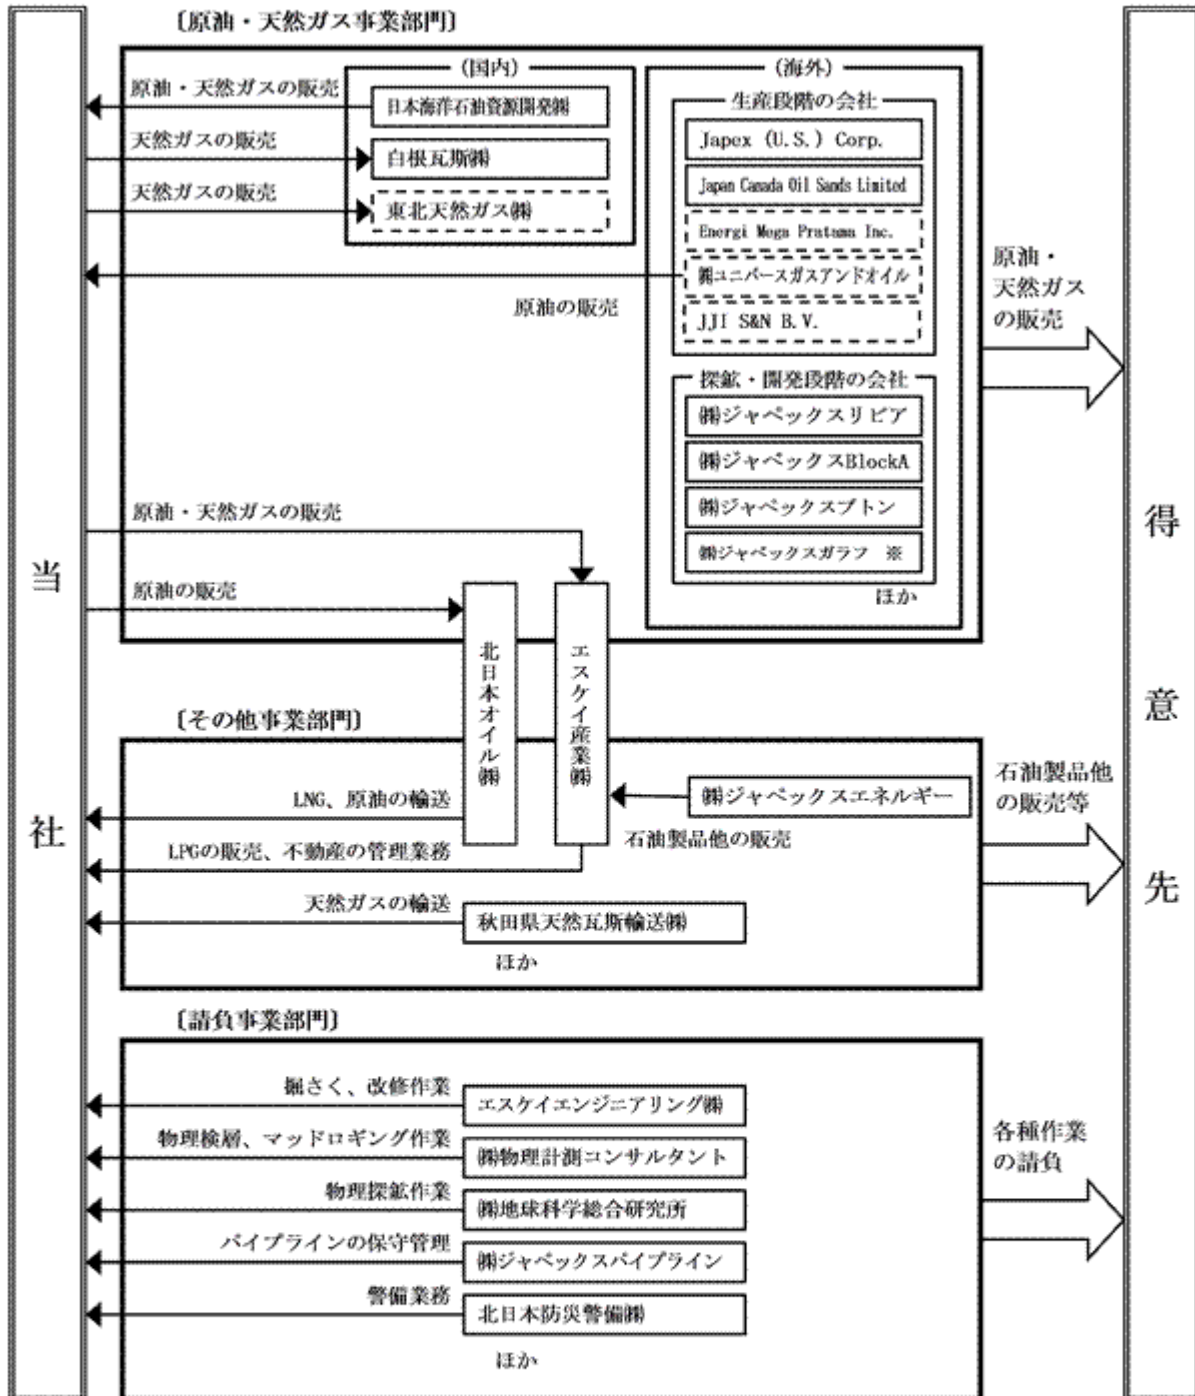 〔原油・天然ガス事業部門〕
(国内)
原油・天然ガスの販売
日本海洋石油資源開発㈱
天然ガスの販売
白根瓦斯㈱
天然ガスの販売
東北天然ガス㈱
(海外)
生産段階の会社
Japex (U.S.) Corp.
Japan Canada Oil Sands Limited
Energi Mega Pratama Inc.
㈱ユニバースガスアンドオイル
原油の販売
JJI S&N B.V.
探鉱・開発段階の会社
㈱ジャペックスリビア
㈱ジャペックスBlockA
㈱ジャペックスブトン
㈱ジャペックスガラフ ※
ほか
原油・
天然ガス
の販売
原油・天然ガスの販売
原油の販売
北日本オイル㈱
エスケイ産業㈱
当社
得意先
〔その他事業部門〕
LNG、原油の輸送
㈱ジャペックスエネルギー
石油製品他の販売
LPGの販売、不動産の管理業務
天然ガスの輸送
秋田県天然瓦斯輸送㈱
ほか
石油製品他
の販売等
〔請負事業部門〕
掘さく、改修作業
エスケイエンジニアリング㈱
物理検層、マッドロギング作業
㈱物理計測コンサルタント
物理探鉱作業
㈱地球科学総合研究所
パイプラインの保守管理
㈱ジャペックスパイプライン
警備業務
北日本防災警備㈱
ほか
各種作業
の請負